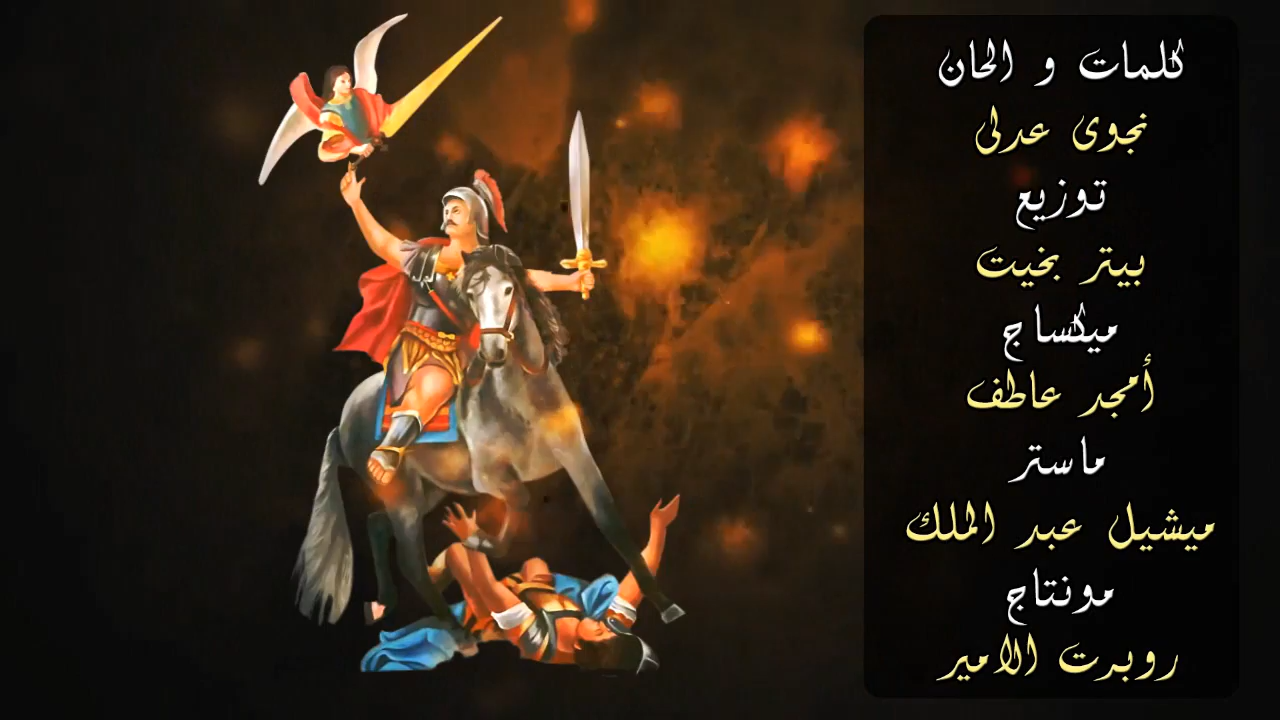 كلمات و الحان
نجوى عدلى
توزيع
بيتر بخيت
ميكساج
أمجد عاطف
ماستر
ميشيل عبد الملك
مونتاج
روبرت الامير